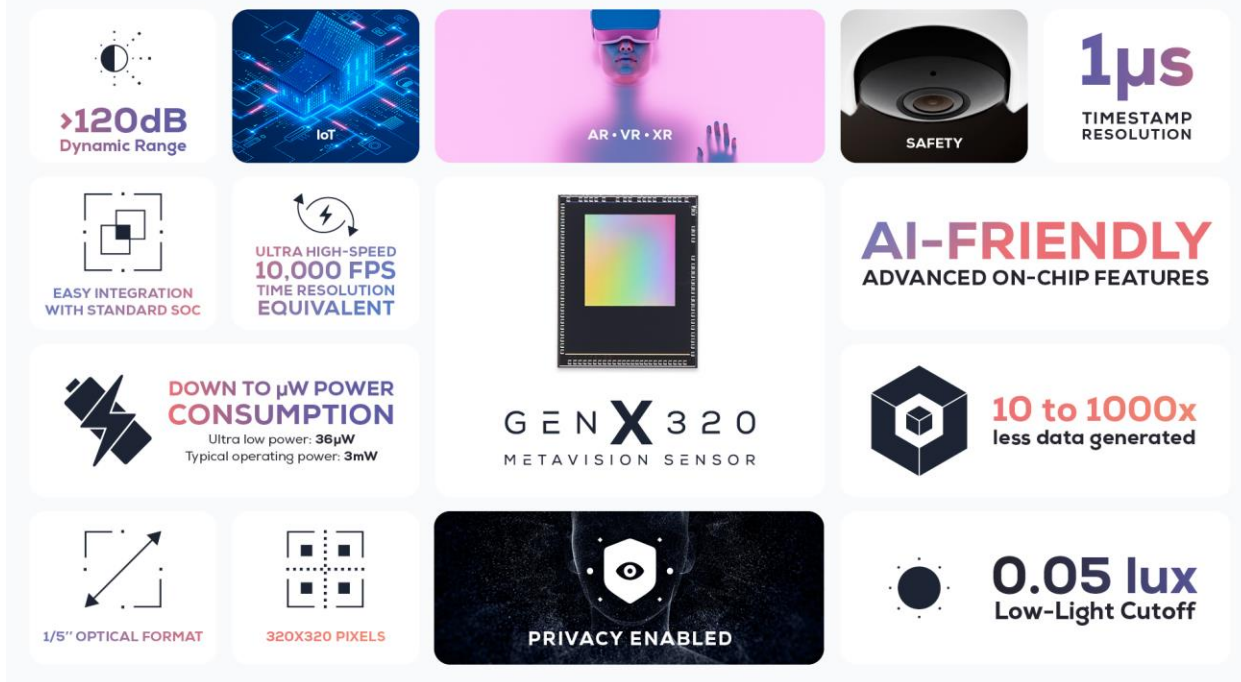 >120dB
Dynamic Range
IoT
AR • VR • XR
SAFETY
1µs
TIMESTAMP
RESOLUTION
EASY INTEGRATION
WITH STANDARD SOC
ULTRA HIGH-SPEED
10,000 FPS
TIME RESOLUTION
EQUIVALENT
AI-FRIENDLY
ADVANCED ON-CHIP FEATURES
DOWN TO µW POWER
CONSUMPTION
Ultra low power: 36µW
Typical operating power: 3mW
GENX320
METAVISION SENSOR
10 to 1000x
less data generated
1/5″ OPTICAL FORMAT
320X320 PIXELS
PRIVACY ENABLED
0.05 lux
Low-Light Cutoff